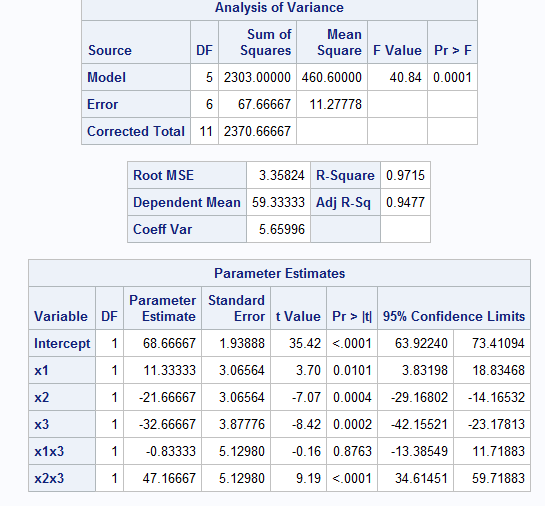 Analysis of Variance
Source DF Sum of Squares Mean Square F Value Pr > F
Model 5 2303.00000 460.60000 40.84 0.0001
Error 6 67.66667 11.27778
Corrected Total 11 2370.66667
Root MSE 3.35824 R-Square 0.9715
Dependent Mean 59.33333 Adj R-Sq 0.9477
Coeff Var 5.65996
Parameter Estimates
Variable DF Parameter Estimate Standard Error t Value Pr > |t| 95% Confidence Limits
Intercept 1 68.66667 1.93888 35.42 <.0001 63.92240 73.41094
x1 1 11.33333 3.06564 3.70 0.0101 3.83198 18.83468
x2 1 -21.66667 3.06564 -7.07 0.0004 -29.16802 -14.16532
x3 1 -32.66667 3.87776 -8.42 0.0002 -42.15521 -23.17813
x1x3 1 -0.83333 5.12980 -0.16 0.8763 -13.38549 11.71883
x2x3 1 47.16667 5.12980 9.19 <.0001 34.61451 59.71883